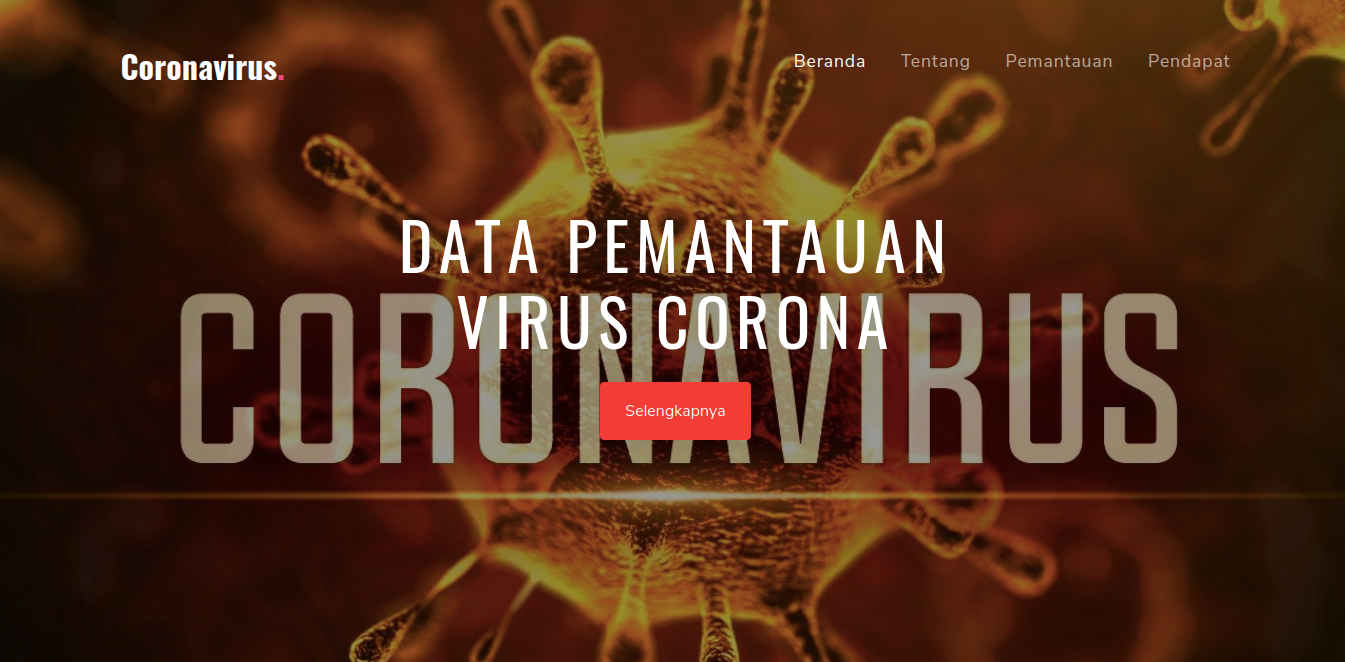 Coronavirus.
Beranda Tentang Pemantauan Pendapat
DATA PEMANTAUAN
VIRUS CORONA
CORONAVIRUS
Selengkapnya